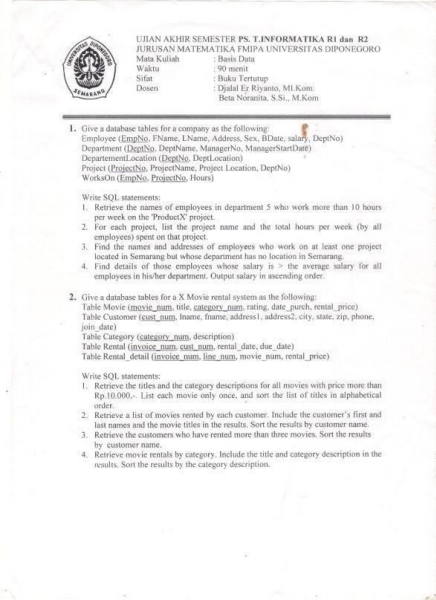 UJIAN AKHIR SEMESTER PS. T.INFORMATIKA R1 dan R2
JURUSAN MATEMATIKA FMIPA UNIVERSITAS DIPONEGORO
Mata Kuliah : Basis Data
Waktu : 90 menit
Sifat : Buku Tertutup
Dosen : Djalal Er Riyanto, MI.Kom.
Beta Noranita, S.Si., M.Kom
UNIVERSITAS DIPONEGORO
SEMARANG
1. Give a database tables for a company as the following:
Employee (EmpNo, FName, LName, Address, Sex, BDate, salary, DeptNo)
Department (DeptNo, DeptName, ManagerNo, ManagerStartDate)
DepartementLocation (DeptNo, DeptLocation)
Project (ProjectNo, ProjectName, Project Location, DeptNo)
WorksOn (EmpNo, ProjectNo, Hours)
Write SQL statements:
1. Retrieve the names of employees in department 5 who work more than 10 hours
per week on the 'ProductX' project.
2. For each project, list the project name and the total hours per week (by all
employees) spent on that project.
3. Find the names and addresses of employees who work on at least one project
located in Semarang but whose department has no location in Semarang.
4. Find details of those employees whose salary is > the average salary for all
employees in his/her department. Output salary in ascending order.
2. Give a database tables for a X Movie rental system as the following:
Table Movie (movie_num, title, category_num, rating, date_purch, rental_price)
Table Customer (cust_num, lname, fname, address1, address2, city, state, zip, phone,
join_date)
Table Category (category_num, description)
Table Rental (invoice_num, cust_num, rental_date, due_date)
Table Rental_detail (invoice_num, line_num, movie_num, rental_price)
Write SQL statements:
1. Retrieve the titles and the category descriptions for all movies with price more than
Rp.10.000,-. List each movie only once, and sort the list of titles in alphabetical
order.
2. Retrieve a list of movies rented by each customer. Include the customer's first and
last names and the movie titles in the results. Sort the results by customer name.
3. Retrieve the customers who have rented more than three movies. Sort the results
by customer name.
4. Retrieve movie rentals by category. Include the title and category description in the
results. Sort the results by the category description.